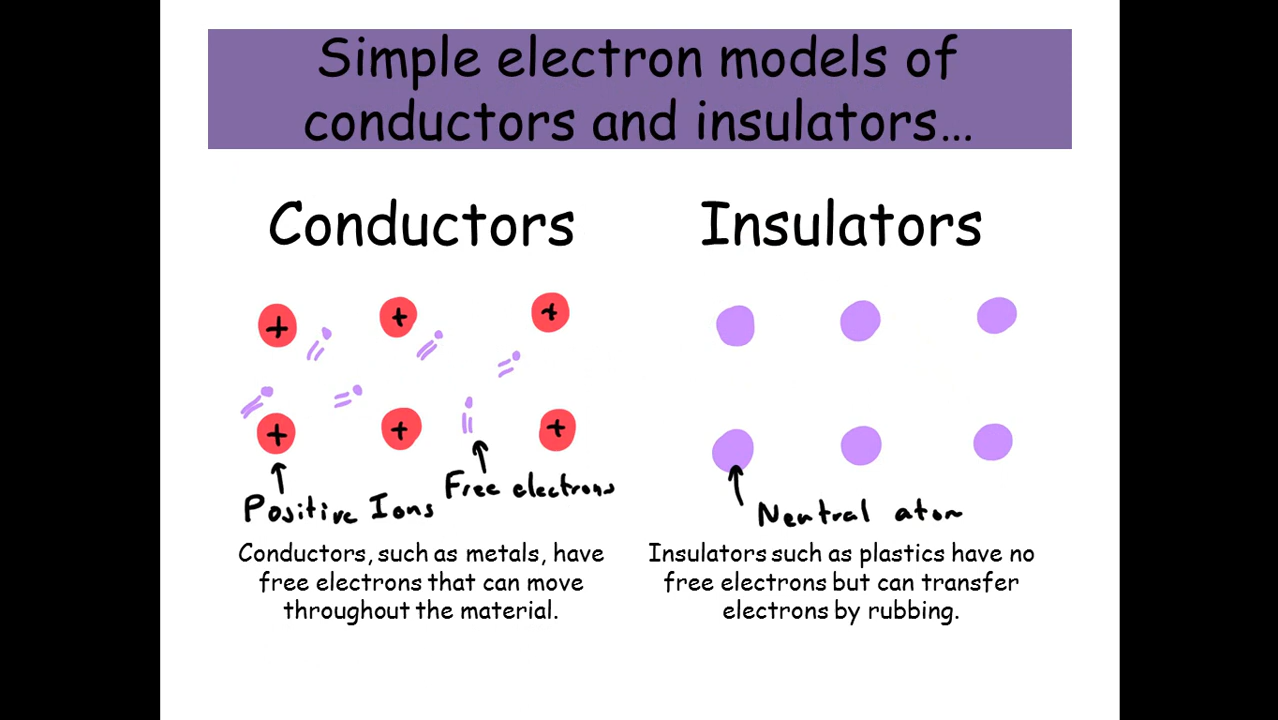 Simple electron models of
conductors and insulators...
Conductors
Insulators
+
+
+
+
+
+
Positive Ions
Free electrons
Neutral atom
Conductors, such as metals, have
free electrons that can move
throughout the material.
Insulators such as plastics have no
free electrons but can transfer
electrons by rubbing.